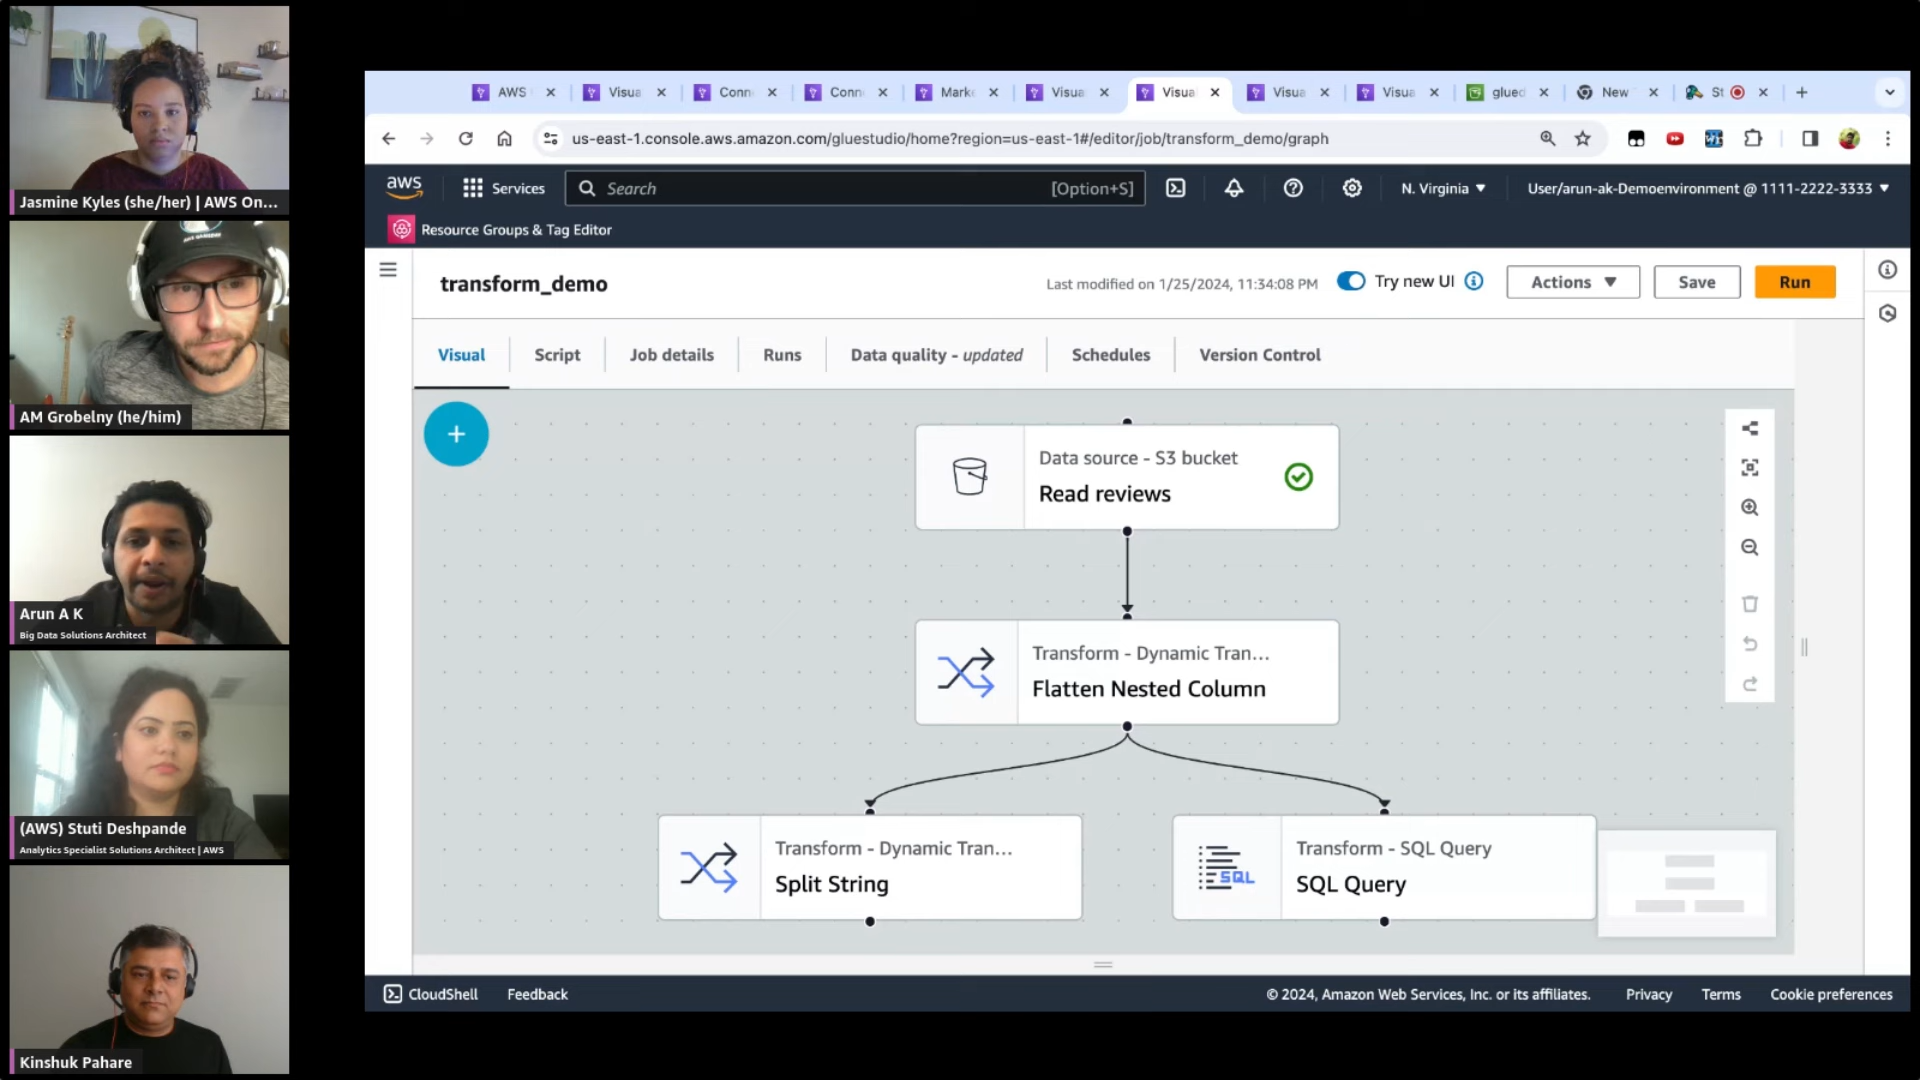 Jasmine Kyles (she/her) | AWS On...
AM Grobelny (he/him)
Arun A K
Big Data Solutions Architect
(AWS) Stuti Deshpande
Analytics Specialist Solutions Architect | AWS
Kinshuk Pahare
AWS
Visua
Conn
Conn
Mark
Visua
Visua
Visua
Visua
glued
New
St
us-east-1.console.aws.amazon.com/gluestudio/home?region=us-east-1#/editor/job/transform_demo/graph
aws
Services
Search
[Option+S]
N. Virginia
User/arun-ak-Demoenvironment @ 1111-2222-3333
Resource Groups & Tag Editor
transform_demo
Last modified on 1/25/2024, 11:34:08 PM
Try new UI
Actions
Save
Run
Visual
Script
Job details
Runs
Data quality - updated
Schedules
Version Control
Data source - S3 bucket
Read reviews
Transform - Dynamic Tran...
Flatten Nested Column
Transform - Dynamic Tran...
Split String
SQL
Transform - SQL Query
SQL Query
CloudShell
Feedback
© 2024, Amazon Web Services, Inc. or its affiliates.
Privacy
Terms
Cookie preferences